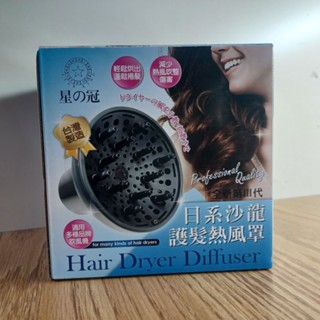 星の冠
輕鬆烘出
蓬鬆捲髮
減少
熱風吹整
傷害
台灣
製造
Professional
Quality
日系沙龍
護髮熱風罩
適用
多種品牌
吹風機
for many kinds of hair dryers
Hair Dryer Diffuser